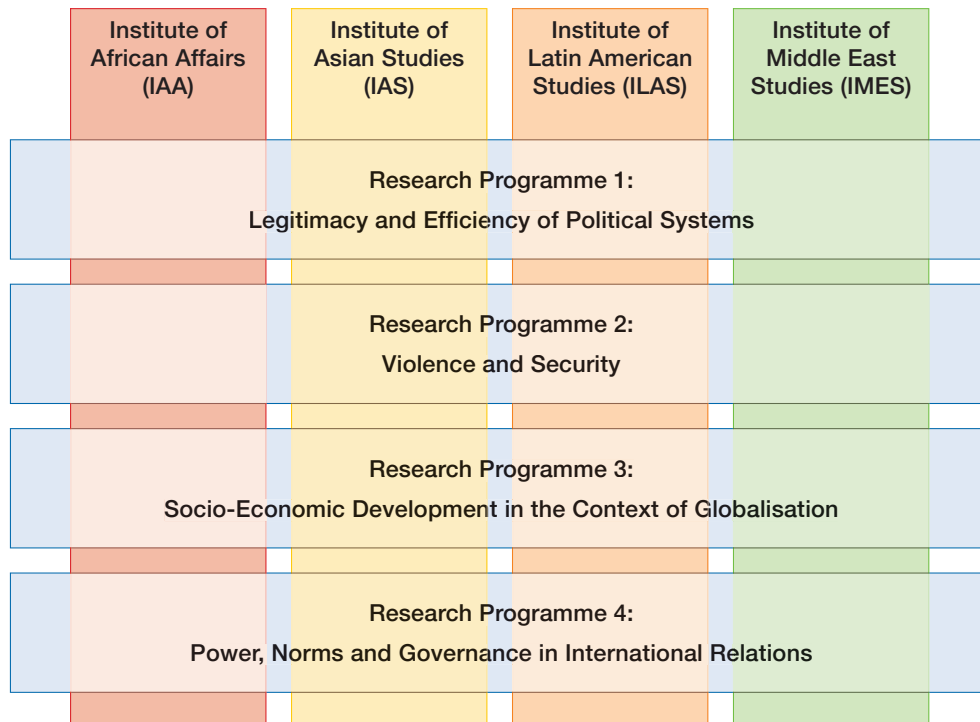 Institute of
African Affairs
(IAA)
Institute of
Asian Studies
(IAS)
Institute of
Latin American
Studies (ILAS)
Institute of
Middle East
Studies (IMES)
Research Programme 1:
Legitimacy and Efficiency of Political Systems
Research Programme 2:
Violence and Security
Research Programme 3:
Socio-Economic Development in the Context of Globalisation
Research Programme 4:
Power, Norms and Governance in International Relations